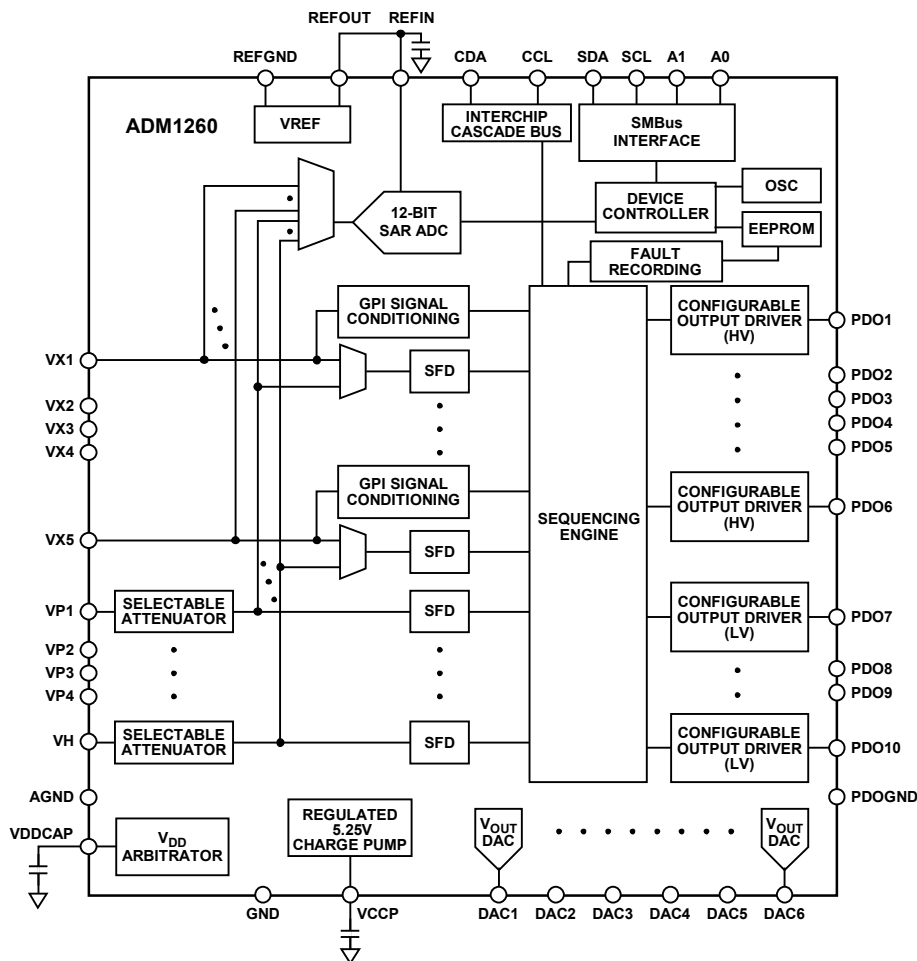 REFOUT REFIN
REFGND
CDA CCL SDA SCL A1 A0
ADM1260
VREF
INTERCHIP
CASCADE BUS
SMBus
INTERFACE
12-BIT
SAR ADC
DEVICE
CONTROLLER
OSC
EEPROM
FAULT
RECORDING
GPI SIGNAL
CONDITIONING
CONFIGURABLE
OUTPUT DRIVER
(HV)
PDO1
VX1
SFD
PDO2
VX2
PDO3
VX3
PDO4
VX4
PDO5
GPI SIGNAL
CONDITIONING
SEQUENCING
ENGINE
CONFIGURABLE
OUTPUT DRIVER
(HV)
PDO6
VX5
SFD
VP1
SELECTABLE
ATTENUATOR
SFD
CONFIGURABLE
OUTPUT DRIVER
(LV)
PDO7
VP2
VP3
VP4
PDO8
PDO9
VH
SELECTABLE
ATTENUATOR
SFD
CONFIGURABLE
OUTPUT DRIVER
(LV)
PDO10
AGND
PDOGND
VDDCAP
VDD
ARBITRATOR
REGULATED
5.25V
CHARGE PUMP
VOUT
DAC
VOUT
DAC
GND VCCP DAC1 DAC2 DAC3 DAC4 DAC5 DAC6